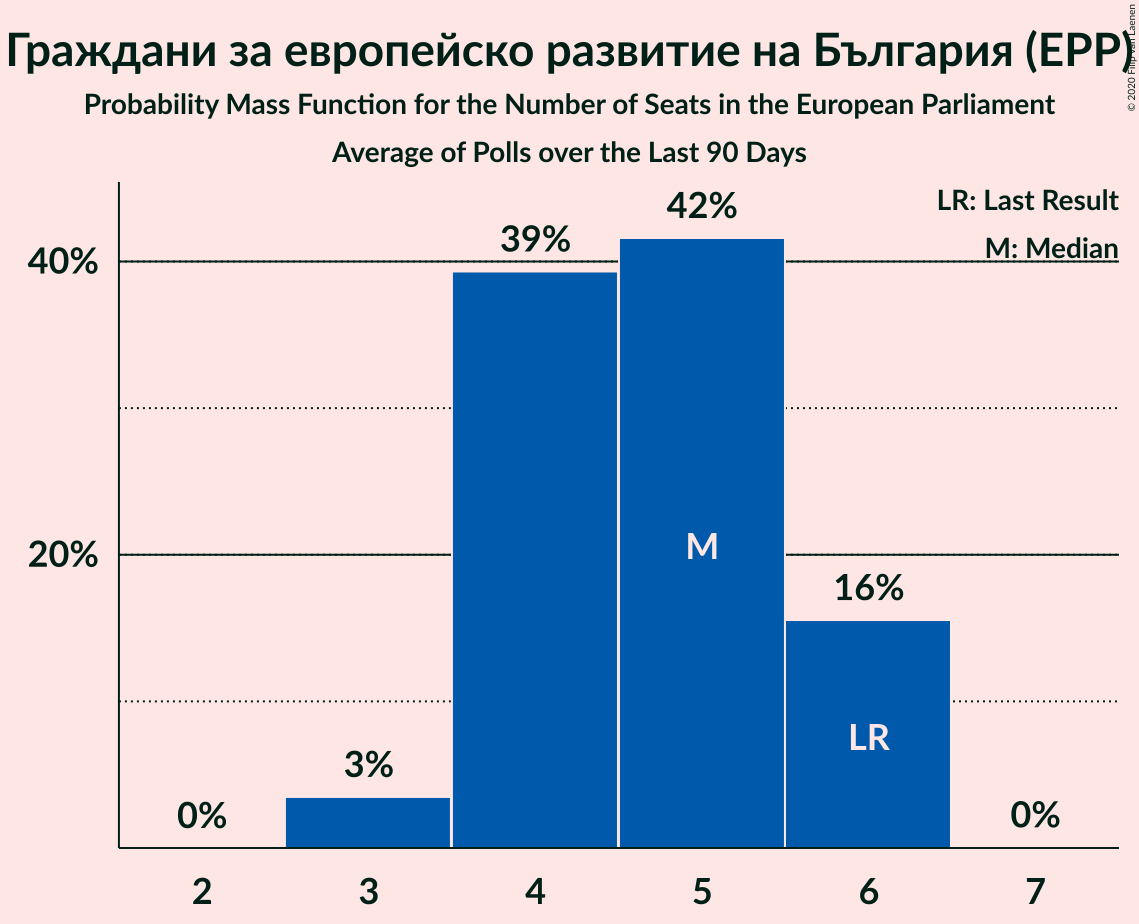 Граждани за европейско развитие на България (EPP)
© 2020 Filip van Laenen
Probability Mass Function for the Number of Seats in the European Parliament
Average of Polls over the Last 90 Days
LR: Last Result
M: Median
40%
20%
0%
3%
39%
42%
16%
0%
M
LR
2 3 4 5 6 7